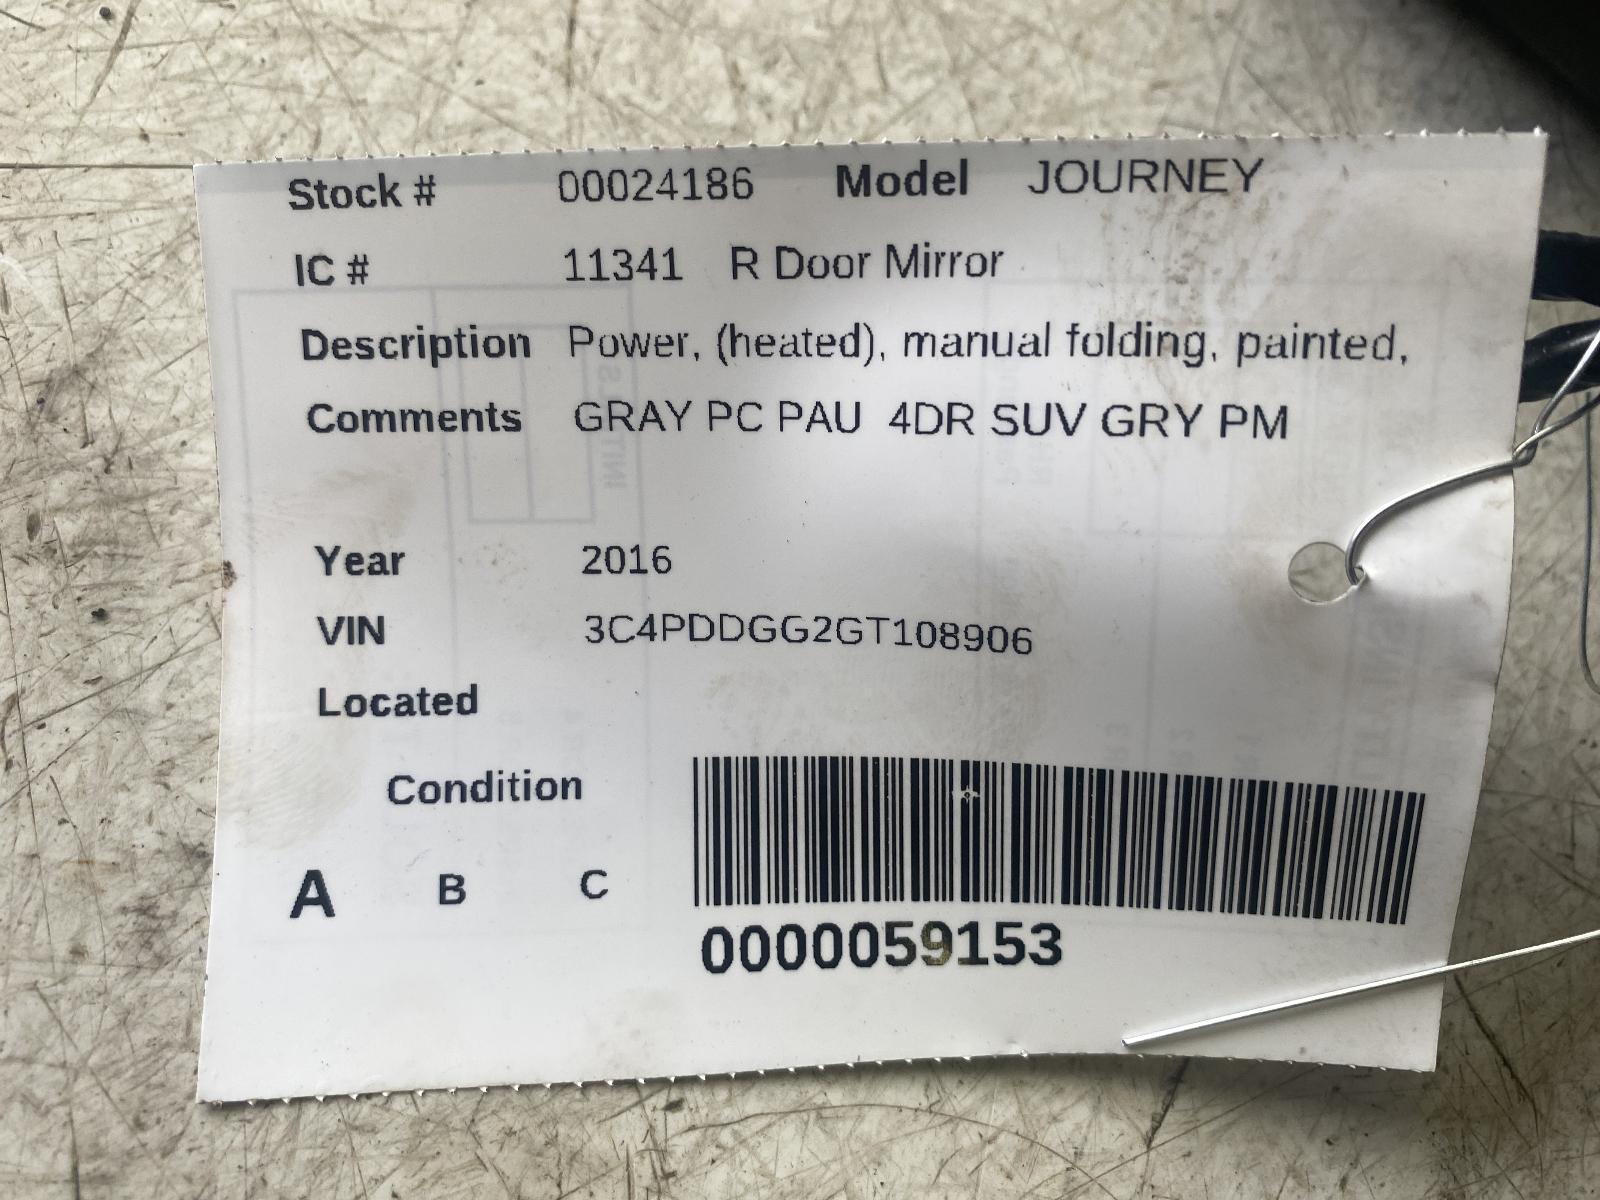 Stock # 00024186 Model JOURNEY
IC # 11341 R Door Mirror
Description Power, (heated), manual folding, painted,
Comments GRAY PC PAU 4DR SUV GRY PM
Year 2016
VIN 3C4PDDGG2GT108906
Located
Condition
A B C
0000059153